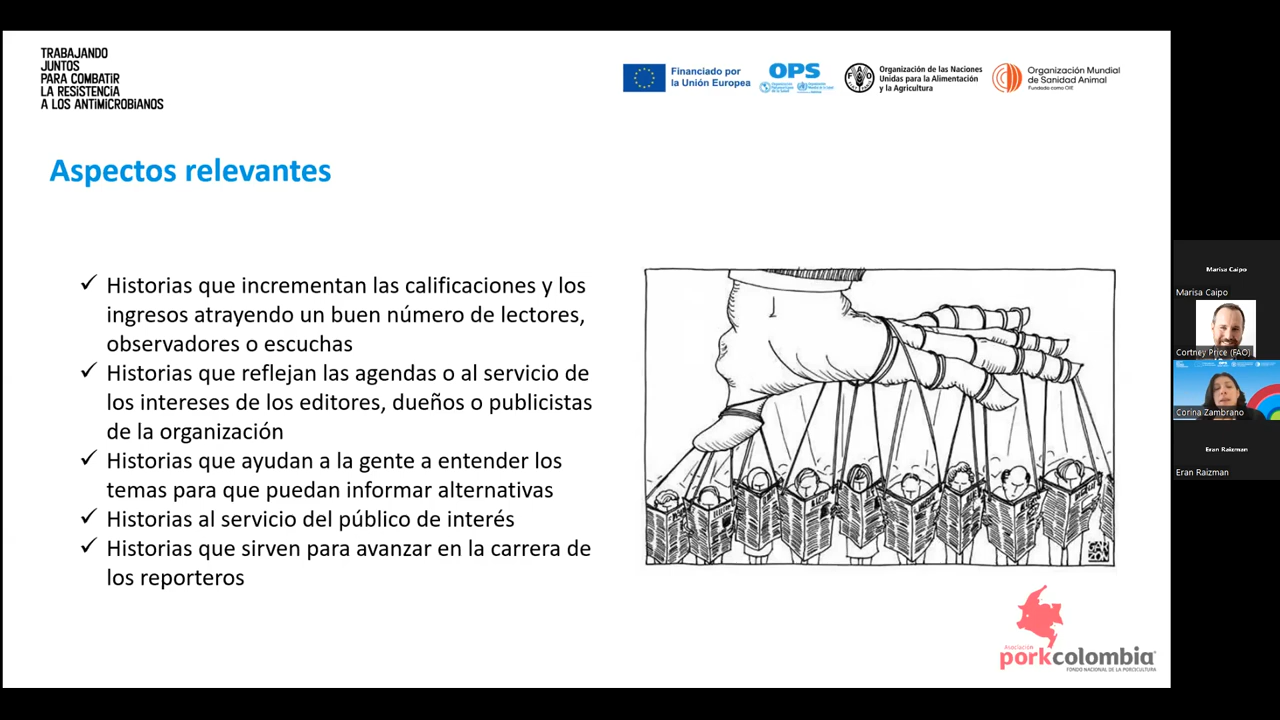 TRABAJANDO
JUNTOS
PARA COMBATIR
LA RESISTENCIA
A LOS ANTIMICROBIANOS
Financiado por
la Unión Europea
OPS
FAO
Organización de las Naciones
Unidas para la Alimentación
y la Agricultura
Organización Mundial
de Sanidad Animal
Fundada como OIE
Aspectos relevantes
✓ Historias que incrementan las calificaciones y los
ingresos atrayendo un buen número de lectores,
observadores o escuchas
✓ Historias que reflejan las agendas o al servicio de
los intereses de los editores, dueños o publicistas
de la organización
✓ Historias que ayudan a la gente a entender los
temas para que puedan informar alternativas
✓ Historias al servicio del público de interés
✓ Historias que sirven para avanzar en la carrera de
los reporteros
Asociación
porkcolombia
FONDO NACIONAL DE LA PORCICULTURA
Marisa Caipo
Marisa Caipo
Cortney Price (FAO)
Corina Zambrano
Eran Raizman
Eran Raizman